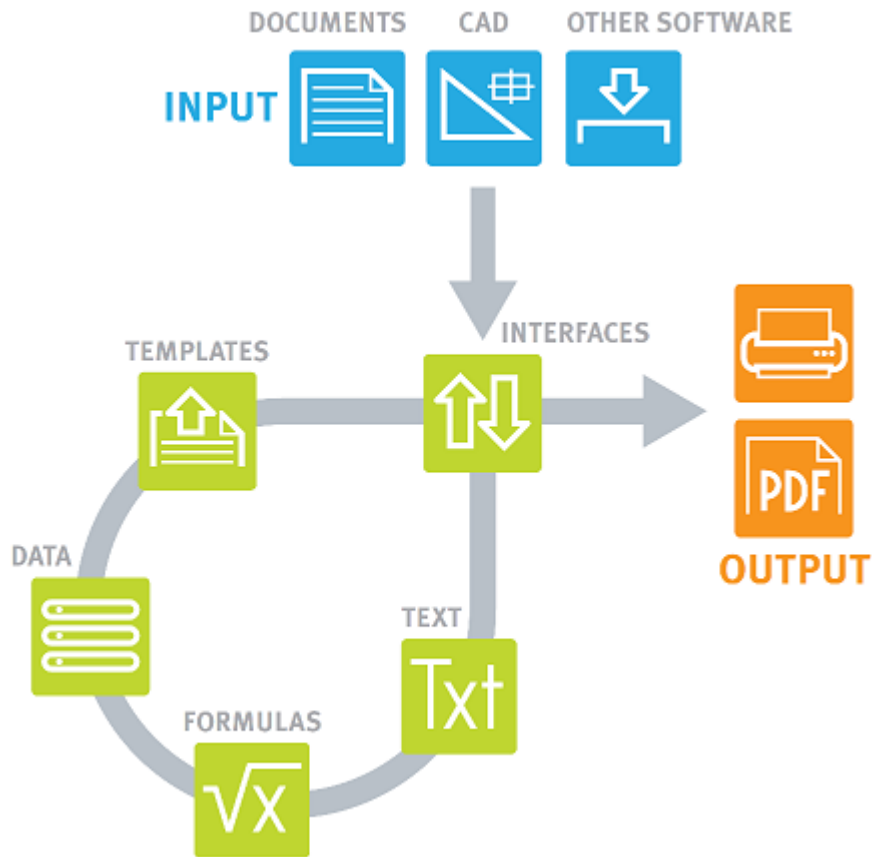 DOCUMENTS CAD OTHER SOFTWARE
INPUT
INTERFACES
TEMPLATES
PDF
OUTPUT
DATA
TEXT
Txt
FORMULAS
√x